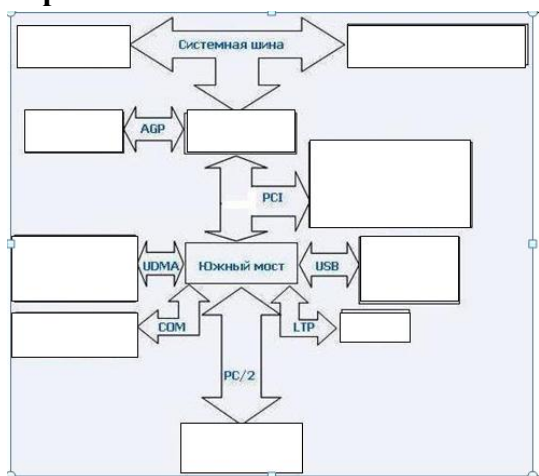 Системная шина
AGP
PCI
UDMA
Южный мост
USB
COM
LTP
PC/2